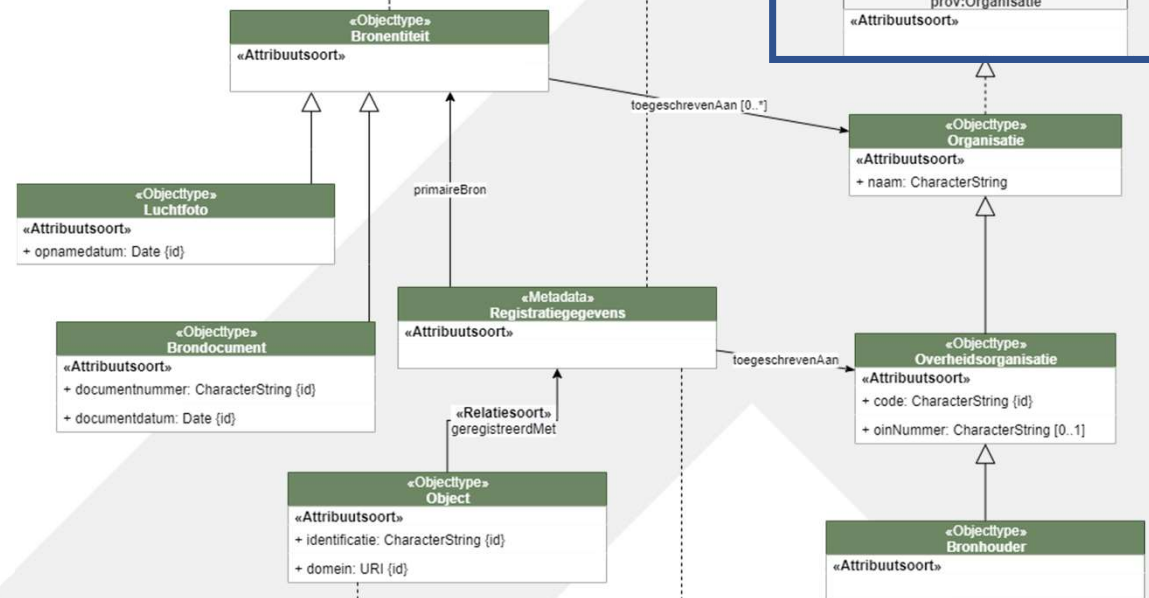 «Objecttype»
Bronentiteit
«Attribuutsoort»
prov:Organisatie
«Attribuutsoort»
toegeschrevenAan [0..*]
«Objecttype»
Organisatie
«Attribuutsoort»
+ naam: CharacterString
«Objecttype»
Luchtfoto
«Attribuutsoort»
+ opnamedatum: Date {id}
primaireBron
«Metadata»
Registratiegegevens
«Attribuutsoort»
«Objecttype»
Brondocument
«Attribuutsoort»
+ documentnummer: CharacterString {id}
+ documentdatum: Date {id}
toegeschrevenAan
«Objecttype»
Overheidsorganisatie
«Attribuutsoort»
+ code: CharacterString {id}
+ oinNummer: CharacterString [0..1]
«Relatiesoort»
geregistreerdMet
«Objecttype»
Object
«Attribuutsoort»
+ identificatie: CharacterString {id}
+ domein: URI {id}
«Objecttype»
Bronhouder
«Attribuutsoort»